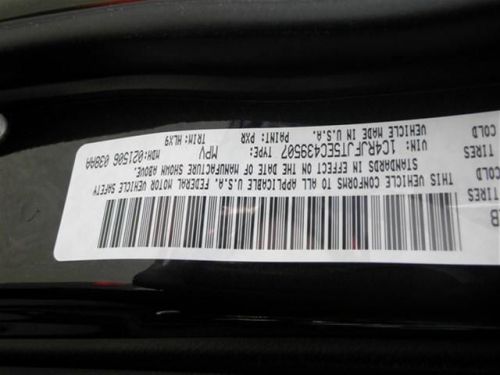 THIS VEHICLE CONFORMS TO ALL APPLICABLE U.S.A. FEDERAL MOTOR VEHICLE SAFETY
STANDARDS IN EFFECT ON THE DATE OF MANUFACTURE SHOWN ABOVE.
VIN: 1C4RJFJT5EC439507 TYPE: MPV MDH:021506 038AA
VEHICLE MADE IN U.S.A. PAINT: PXR TRIM:HLX9
TIRES
COLD
TIRES
COLD
B